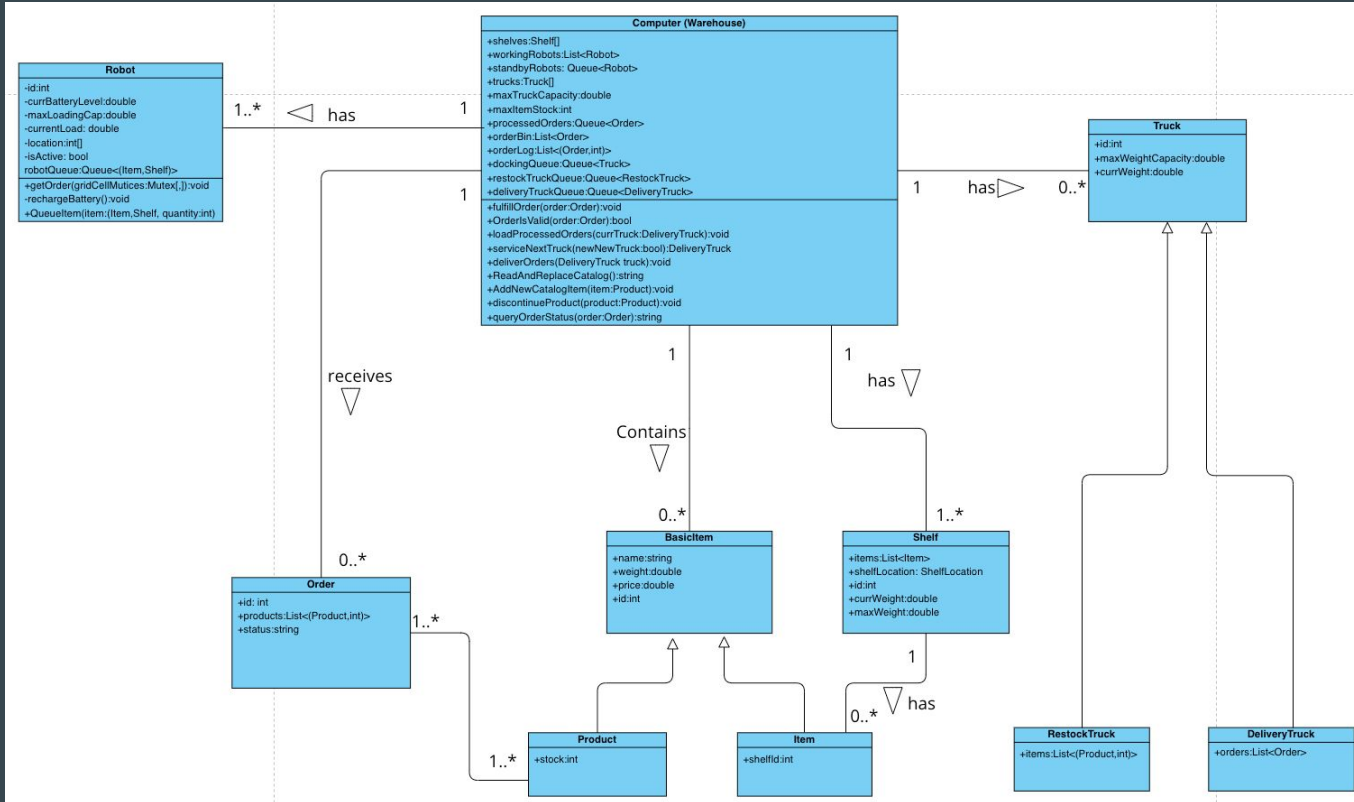 Computer (Warehouse)
+shelves:Shelf[]
+workingRobots:List<Robot>
+standbyRobots: Queue<Robot>
+trucks:Truck[]
+maxTruckCapacity:double
+maxItemStock:int
+processedOrders:Queue<Order>
+orderBin:List<Order>
+orderLog:List<(Order,int)>
+dockingQueue:Queue<Truck>
+restockTruckQueue:Queue<RestockTruck>
+deliveryTruckQueue:Queue<DeliveryTruck>
+fulfillOrder(order:Order):void
+OrderIsValid(order:Order):bool
+loadProcessedOrders(currTruck:DeliveryTruck):void
+serviceNextTruck(newNewTruck:bool):DeliveryTruck
+deliverOrders(DeliveryTruck truck):void
+ReadAndReplaceCatalog():string
+AddNewCatalogItem(item:Product):void
+discontinueProduct(product:Product):void
+queryOrderStatus(order:Order):string
Robot
-id:int
-currBatteryLevel:double
-maxLoadingCap:double
-currentLoad: double
-location:int[]
-isActive: bool
robotQueue:Queue<(Item,Shelf)>
+getOrder(gridCellMutices:Mutex[,]):void
-rechargeBattery():void
+QueueItem(item:(Item,Shelf, quantity:int)
1..*
has
1
Truck
+id:int
+maxWeightCapacity:double
+currWeight:double
1
has
0..*
1
receives
0..*
1
Contains
0..*
1
has
1..*
BasicItem
+name:string
+weight:double
+price:double
+id:int
Shelf
+items:List<Item>
+shelfLocation: ShelfLocation
+id:int
+currWeight:double
+maxWeight:double
Order
+id: int
+products:List<(Product,int)>
+status:string
1..*
1..*
1
has
0..*
Product
+stock:int
Item
+shelfId:int
RestockTruck
+items:List<(Product,int)>
DeliveryTruck
+orders:List<Order>